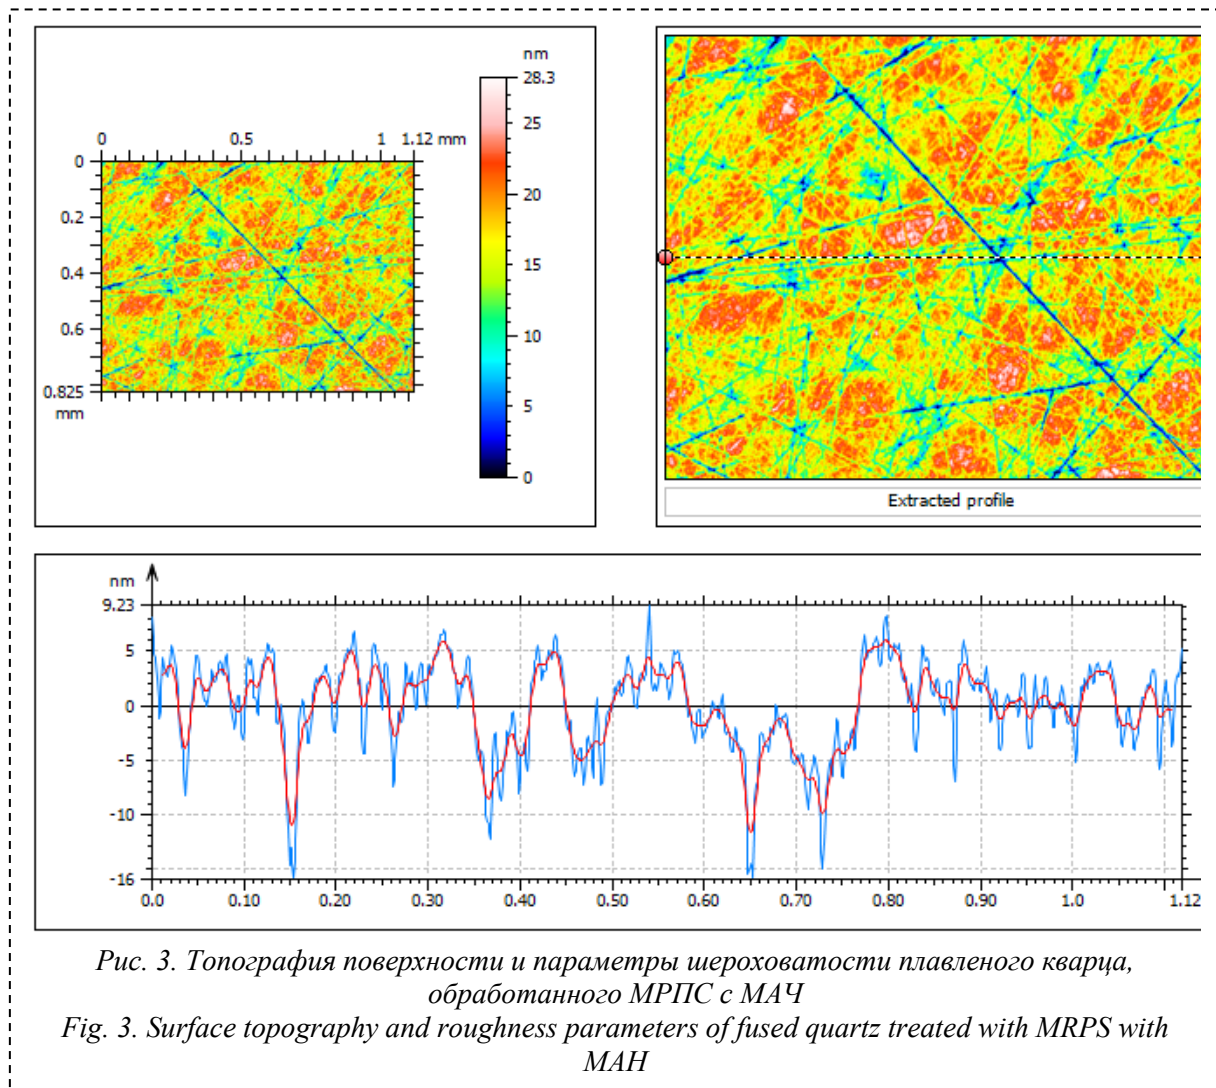 nm
28.3
25
20
15
10
5
0
0 0.5 1 1.12 mm
0
0.2
0.4
0.6
0.825
mm
Extracted profile
nm
9.23
5
0
-5
-10
-16
0.0 0.10 0.20 0.30 0.40 0.50 0.60 0.70 0.80 0.90 1.0 1.12
Рис. 3. Топография поверхности и параметры шероховатости плавленого кварца,
обработанного МРПС с МАЧ
Fig. 3. Surface topography and roughness parameters of fused quartz treated with MRPS with
MAH